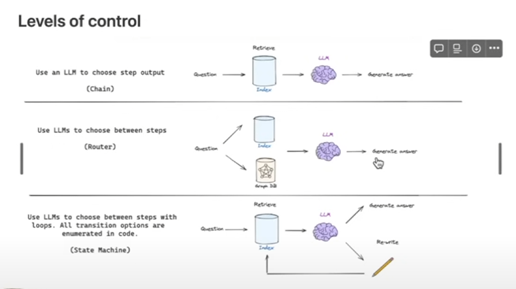 Levels of control
Use an LLM to choose step output
(Chain)
Question
Retrieve
Index
LLM
Generate answer
Use LLMs to choose between steps
(Router)
Question
Index
Graph DB
LLM
Generate answer
Use LLMs to choose between steps with
loops. All transition options are
enumerated in code.
(State Machine)
Question
Retrieve
Index
LLM
Generate answer
Re-write